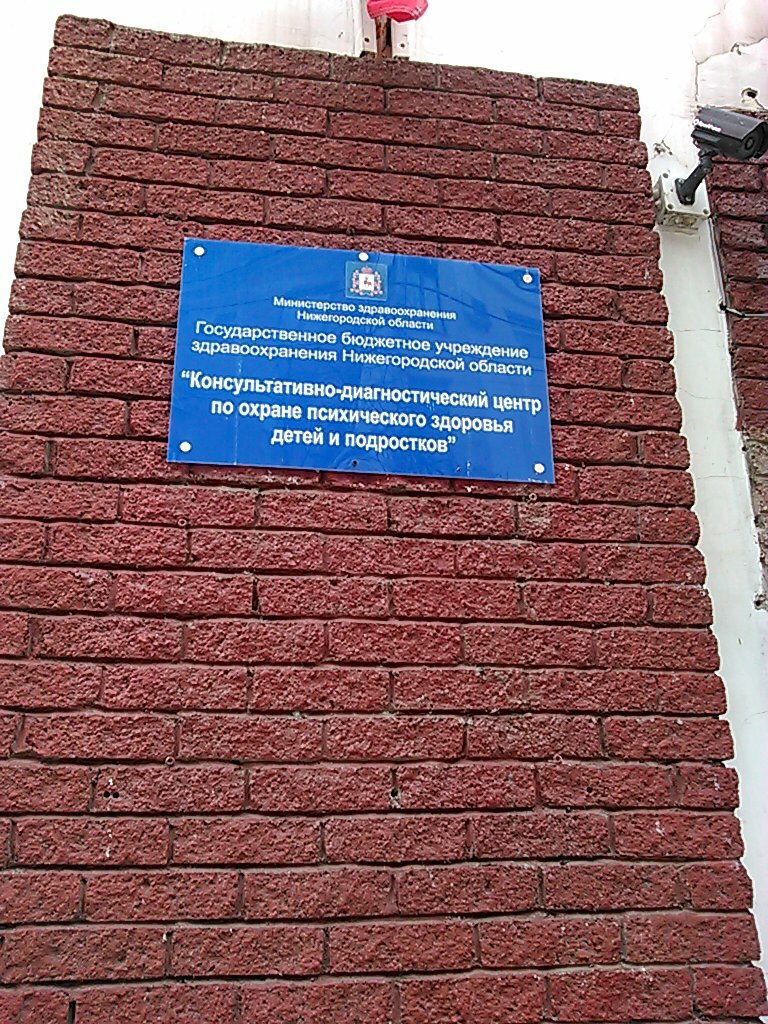 Министерство здравоохранения
Нижегородской области
Государственное бюджетное учреждение
здравоохранения Нижегородской области
“Консультативно-диагностический центр
по охране психического здоровья
детей и подростков”